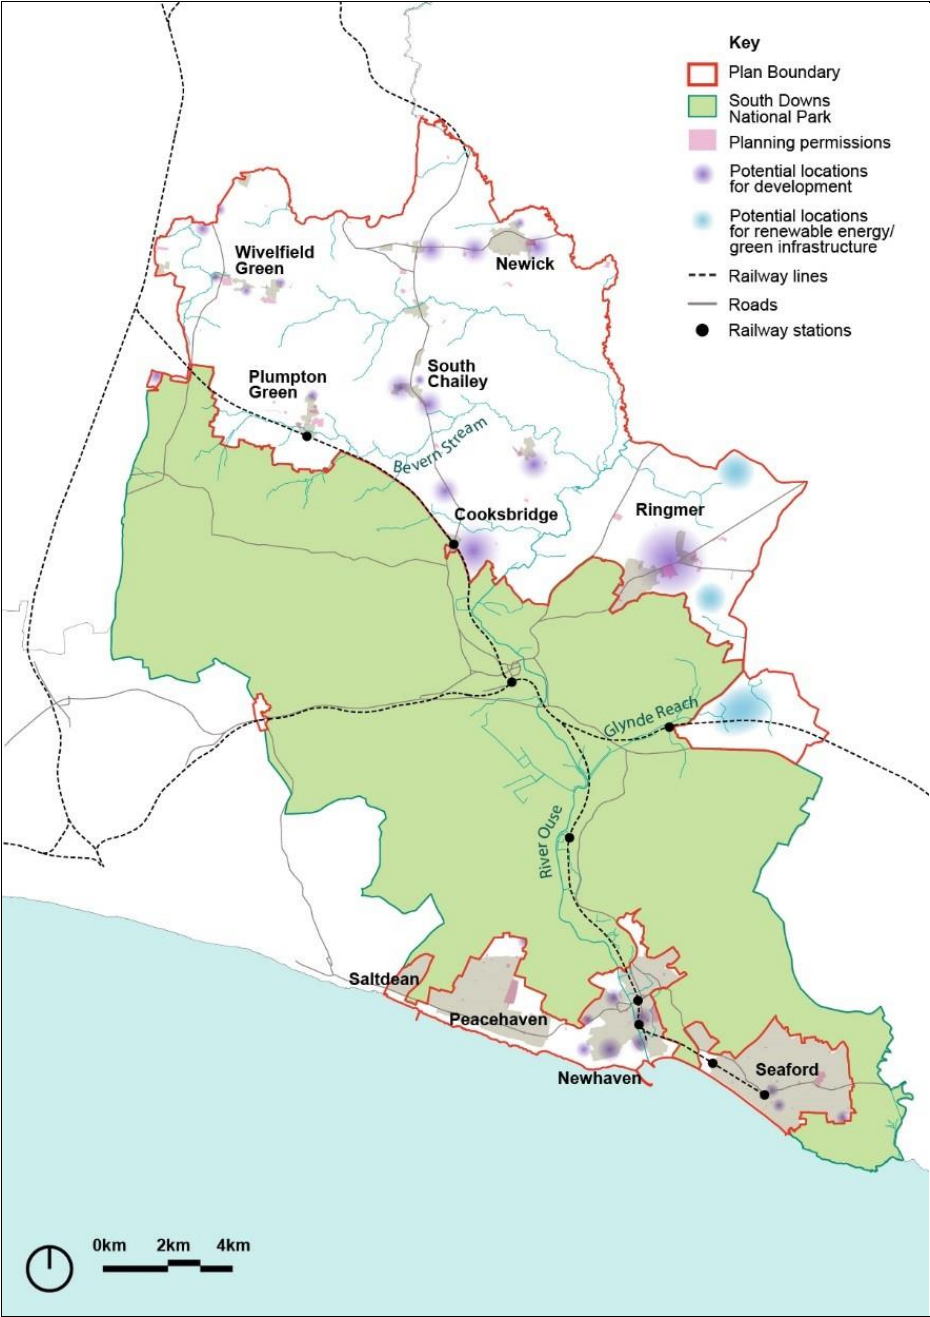 Key
Plan Boundary
South Downs
National Park
Planning permissions
Potential locations
for development
Potential locations
for renewable energy/
green infrastructure
Railway lines
Roads
Railway stations
Wivelfield
Green
Newick
Plumpton
Green
South
Chailey
Bevern Stream
Cooksbridge
Ringmer
Glynde Reach
River Ouse
Saltdean
Peacehaven
Newhaven
Seaford
0km 2km 4km